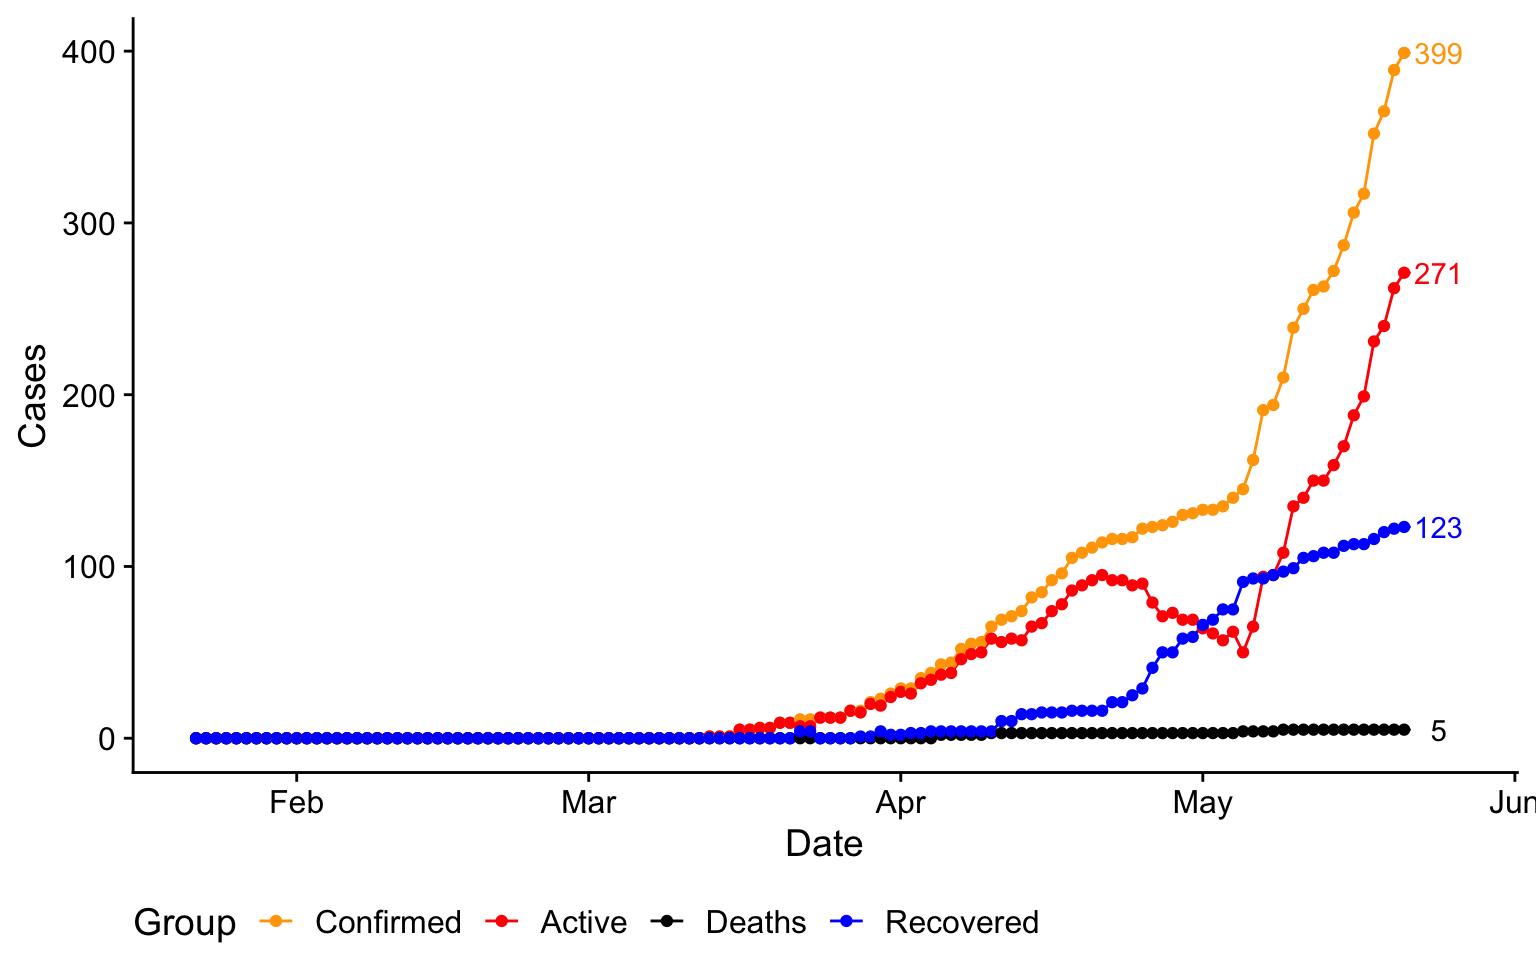 400
399
300
271
Cases
200
123
100
0
5
Feb Mar Apr May Jun
Date
Group Confirmed Active Deaths Recovered